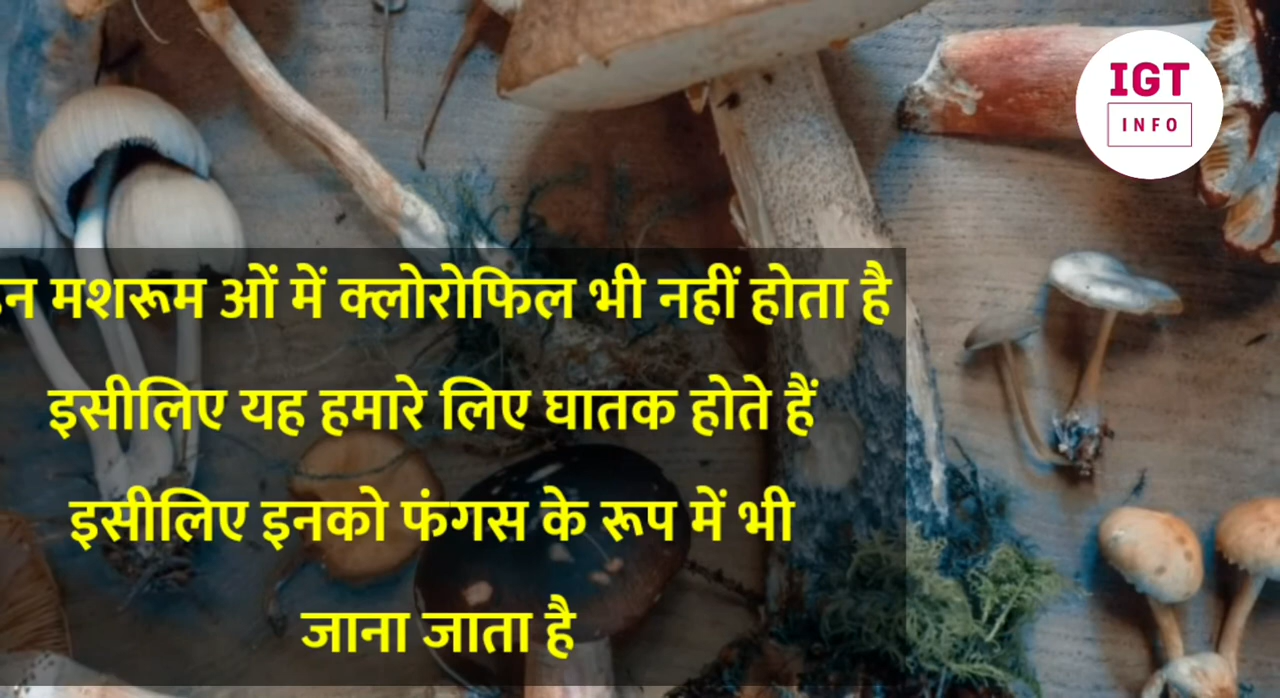 IGT
INFO
मशरूम ओं में क्लोरोफिल भी नहीं होता है
इसीलिए यह हमारे लिए घातक होते हैं
इसीलिए इनको फंगस के रूप में भी
जाना जाता है